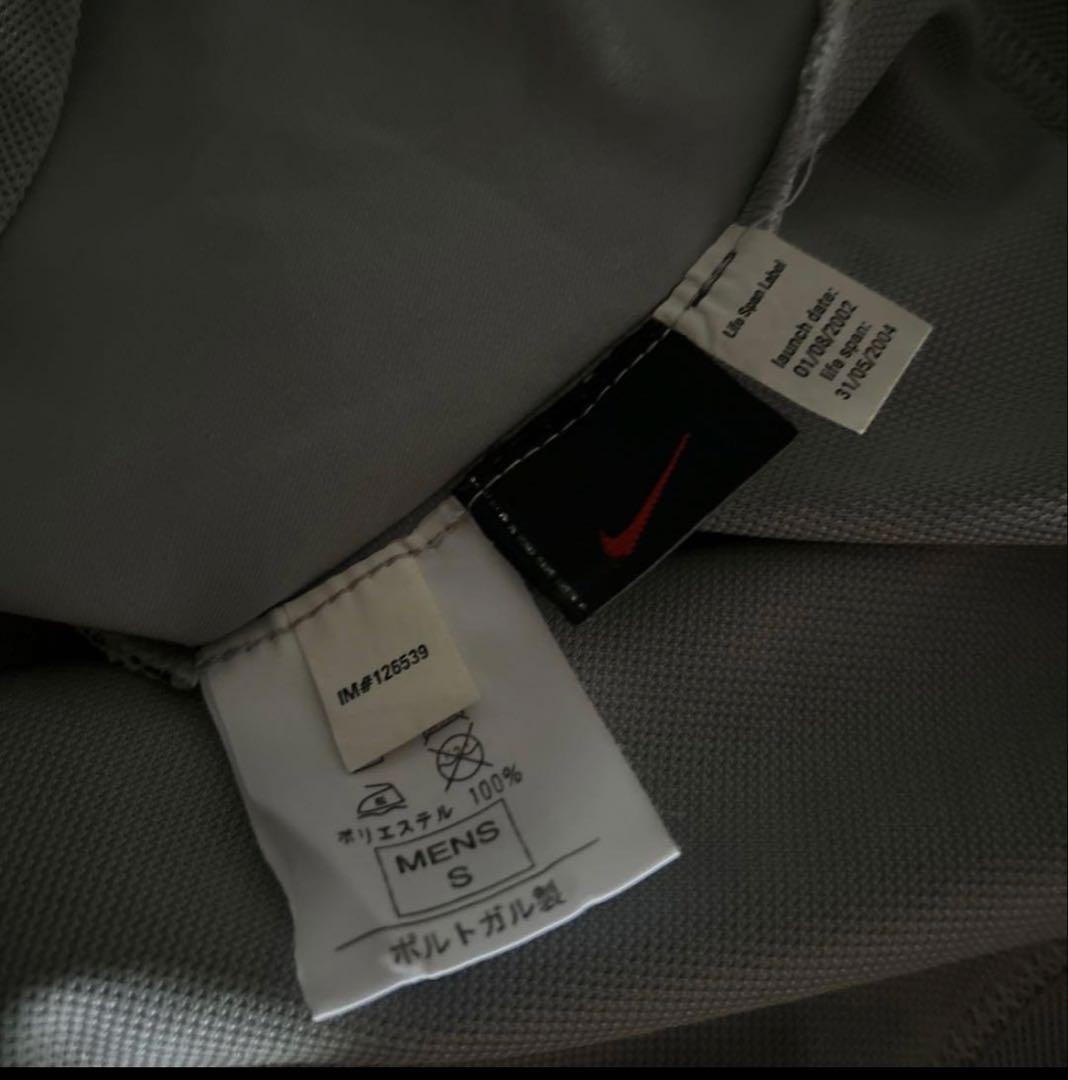 Life Span Label
launch date:
01/08/2002
life span:
31/05/2004
IM#126539
ポリエステル 100%
MENS
S
ポルトガル製